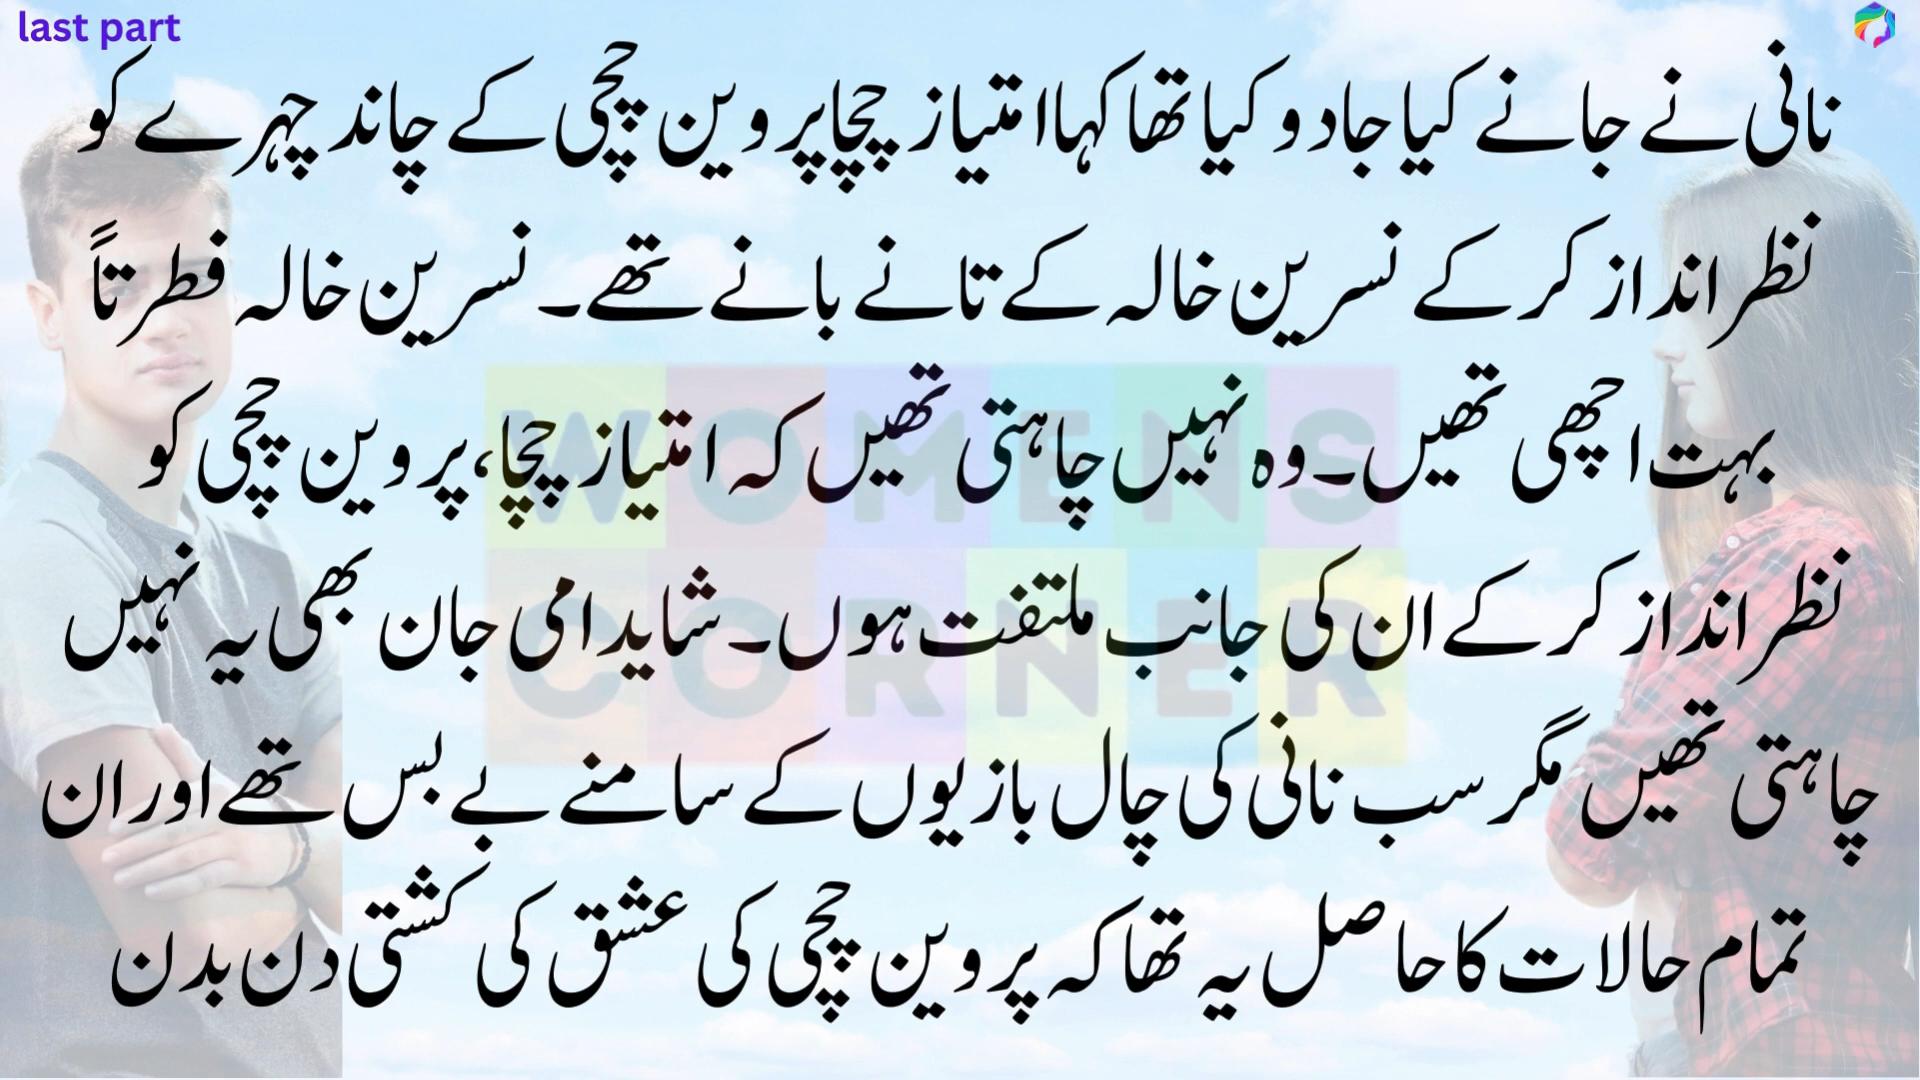 last part
نانی نے جانے کیا جادو کیا تھا کہا امتیاز چچا پروین چچی کے چاند چہرے کو
نظر انداز کر کے نسرین خالہ کے تانے بانے تھے۔ نسرین خالہ فطرتاً
بہت اچھی تھیں۔ وہ نہیں چاہتی تھیں کہ امتیاز چچا، پروین چچی کو
نظر انداز کر کے ان کی جانب ملتفت ہوں۔ شاید امی جان بھی یہ نہیں
چاہتی تھیں مگر سب نانی کی چال بازیوں کے سامنے بے بس تھے اور ان
تمام حالات کا حاصل یہ تھا کہ پروین چچی کی عشق کی کشتی دن بدن
WOMENS
CORNER